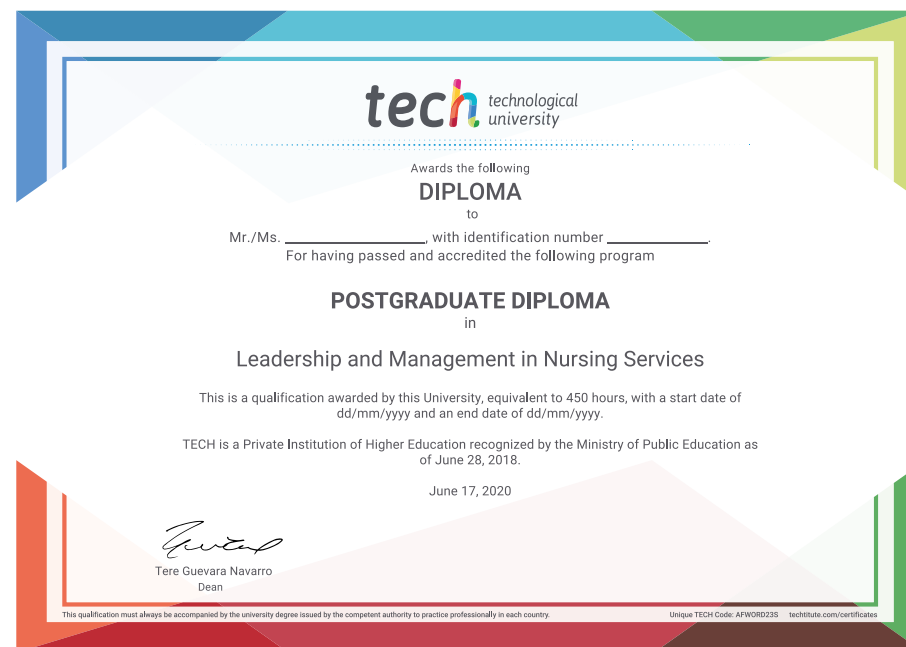 tech technological
university
Awards the following
DIPLOMA
to
Mr./Ms. ____________________, with identification number ______________.
For having passed and accredited the following program
POSTGRADUATE DIPLOMA
in
Leadership and Management in Nursing Services
This is a qualification awarded by this University, equivalent to 450 hours, with a start date of
dd/mm/yyyy and an end date of dd/mm/yyyy.
TECH is a Private Institution of Higher Education recognized by the Ministry of Public Education as
of June 28, 2018.
June 17, 2020
Tere Guevara Navarro
Dean
This qualification must always be accompanied by the university degree issued by the competent authority to practice professionally in each country.
Unique TECH Code: AFWORD23S techtitute.com/certificates